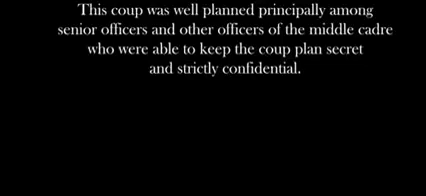 This coup was well planned principally among
senior officers and other officers of the middle cadre
who were able to keep the coup plan secret
and strictly confidential.